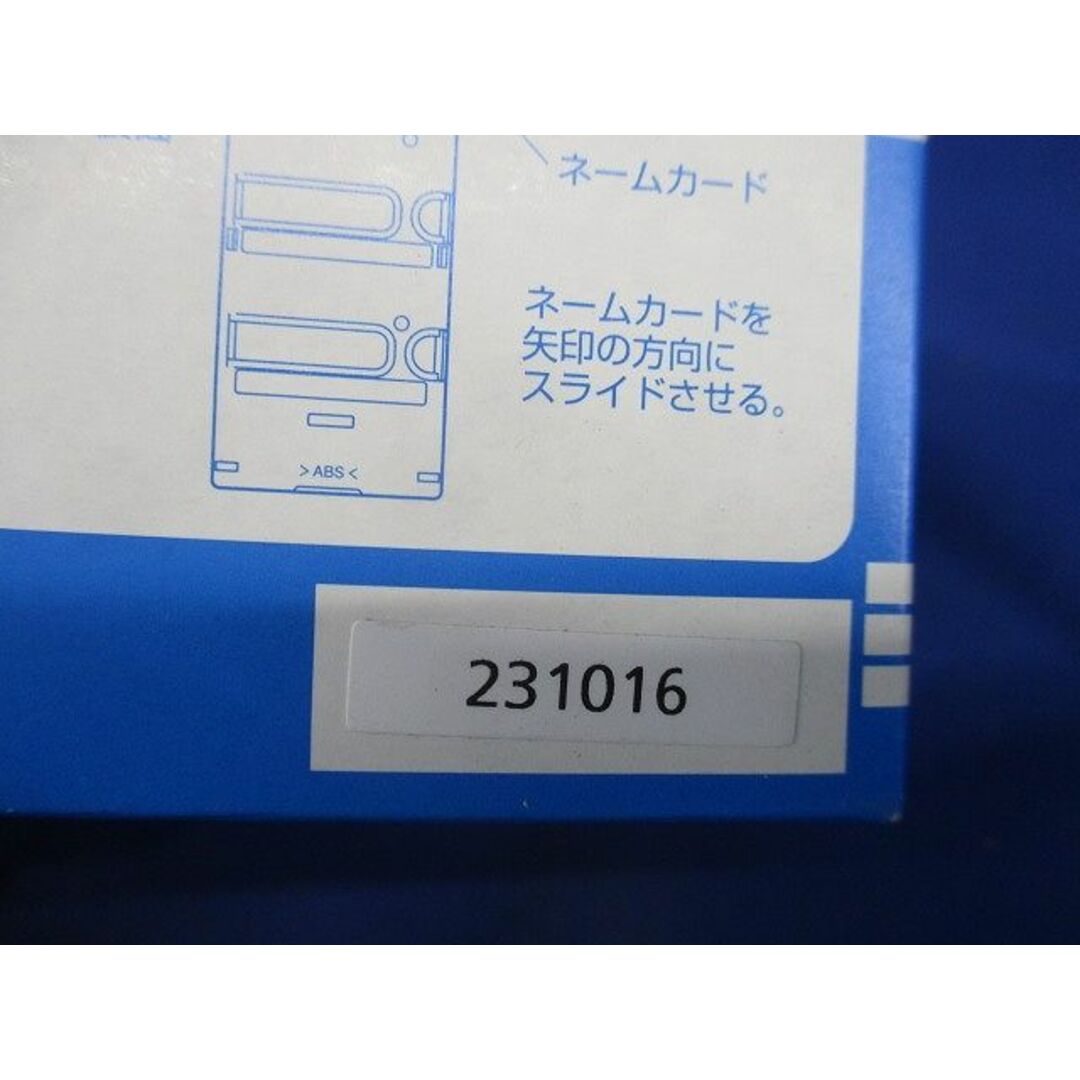 ネームカード
ネームカードを
矢印の方向に
スライドさせる。
>ABS<
231016